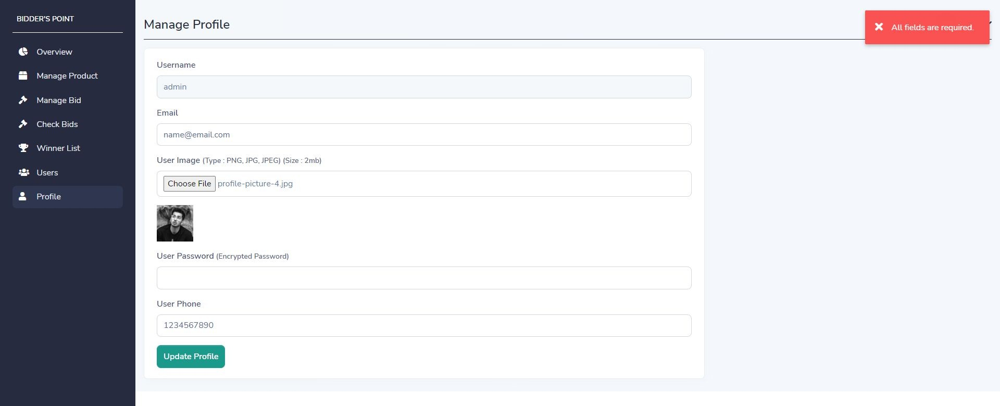 BIDDER'S POINT
Overview
Manage Product
Manage Bid
Check Bids
Winner List
Users
Profile
Manage Profile
All fields are required.
Username
admin
Email
name@email.com
User Image (Type : PNG, JPG, JPEG) (Size : 2mb)
Choose File profile-picture-4.jpg
User Password (Encrypted Password)
User Phone
1234567890
Update Profile